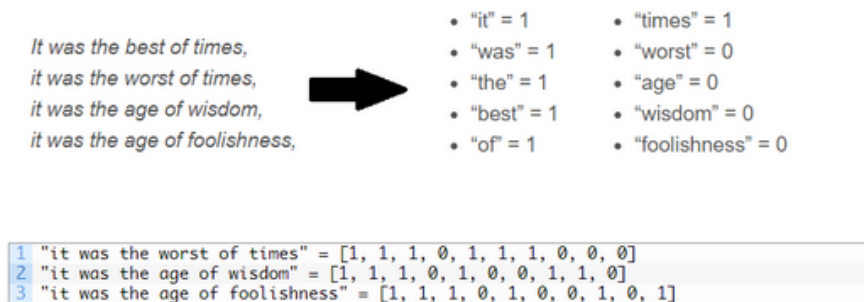 It was the best of times,
it was the worst of times,
it was the age of wisdom,
it was the age of foolishness,
• “it” = 1
• “was” = 1
• “the” = 1
• “best” = 1
• “of” = 1
• “times” = 1
• “worst” = 0
• “age” = 0
• “wisdom” = 0
• “foolishness” = 0
1 "it was the worst of times" = [1, 1, 1, 0, 1, 1, 1, 0, 0, 0]
2 "it was the age of wisdom" = [1, 1, 1, 0, 1, 0, 0, 1, 1, 0]
3 "it was the age of foolishness" = [1, 1, 1, 0, 1, 0, 0, 1, 0, 1]